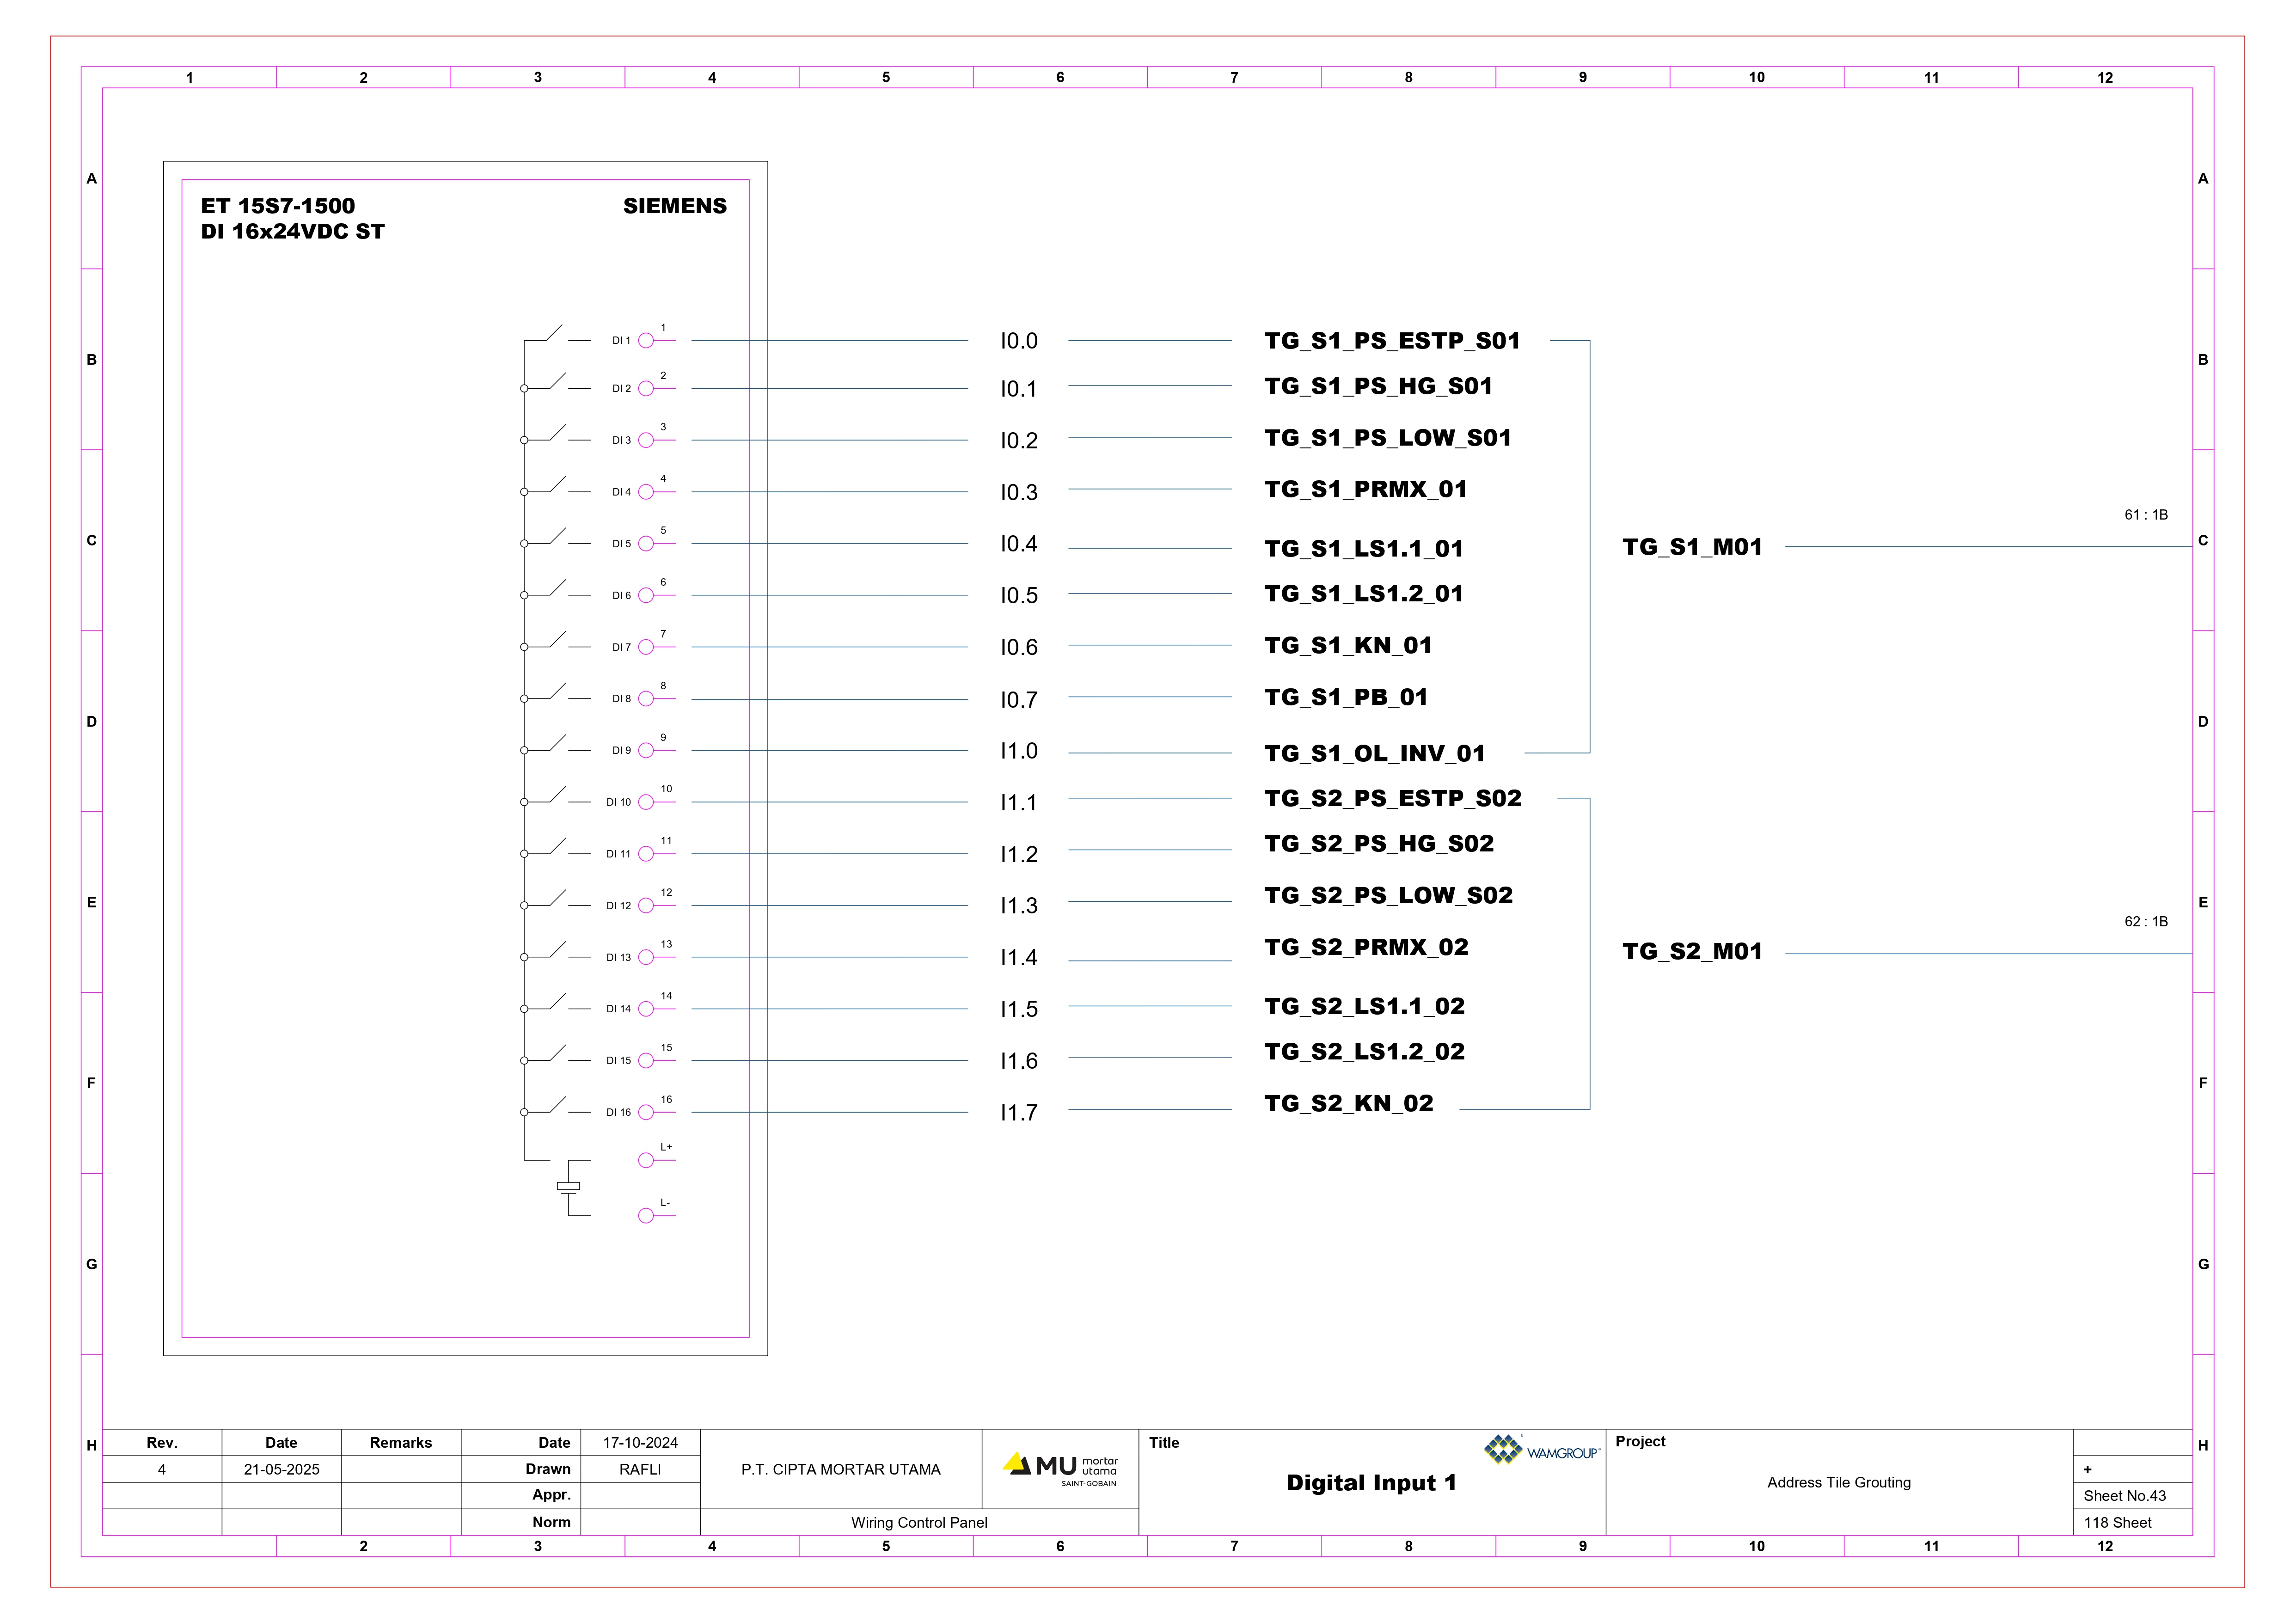 1 2 3 4 5 6 7 8 9 10 11 12
A A
ET 15S7-1500 SIEMENS
DI 16x24VDC ST
B B
DI 1 1 I0.0 TG_S1_PS_ESTP_S01
DI 2 2 I0.1 TG_S1_PS_HG_S01
DI 3 3 I0.2 TG_S1_PS_LOW_S01
DI 4 4 I0.3 TG_S1_PRMX_01
61 : 1B
C C
DI 5 5 I0.4 TG_S1_LS1.1_01 TG_S1_M01
DI 6 6 I0.5 TG_S1_LS1.2_01
DI 7 7 I0.6 TG_S1_KN_01
DI 8 8 I0.7 TG_S1_PB_01
D D
DI 9 9 I1.0 TG_S1_OL_INV_01
DI 10 10 I1.1 TG_S2_PS_ESTP_S02
DI 11 11 I1.2 TG_S2_PS_HG_S02
DI 12 12 I1.3 TG_S2_PS_LOW_S02
E E
62 : 1B
DI 13 13 I1.4 TG_S2_PRMX_02 TG_S2_M01
DI 14 14 I1.5 TG_S2_LS1.1_02
DI 15 15 I1.6 TG_S2_LS1.2_02
F F
DI 16 16 I1.7 TG_S2_KN_02
L+
L-
G G
H H
Rev. Date Remarks Date 17-10-2024
4 21-05-2025 Drawn RAFLI
Appr.
Norm
P.T. CIPTA MORTAR UTAMA
MU mortar
utama
SAINT-GOBAIN
Wiring Control Panel
Title
WAMGROUP®
Digital Input 1
Project
Address Tile Grouting
+
Sheet No.43
118 Sheet
2 3 4 5 6 7 8 9 10 11 12